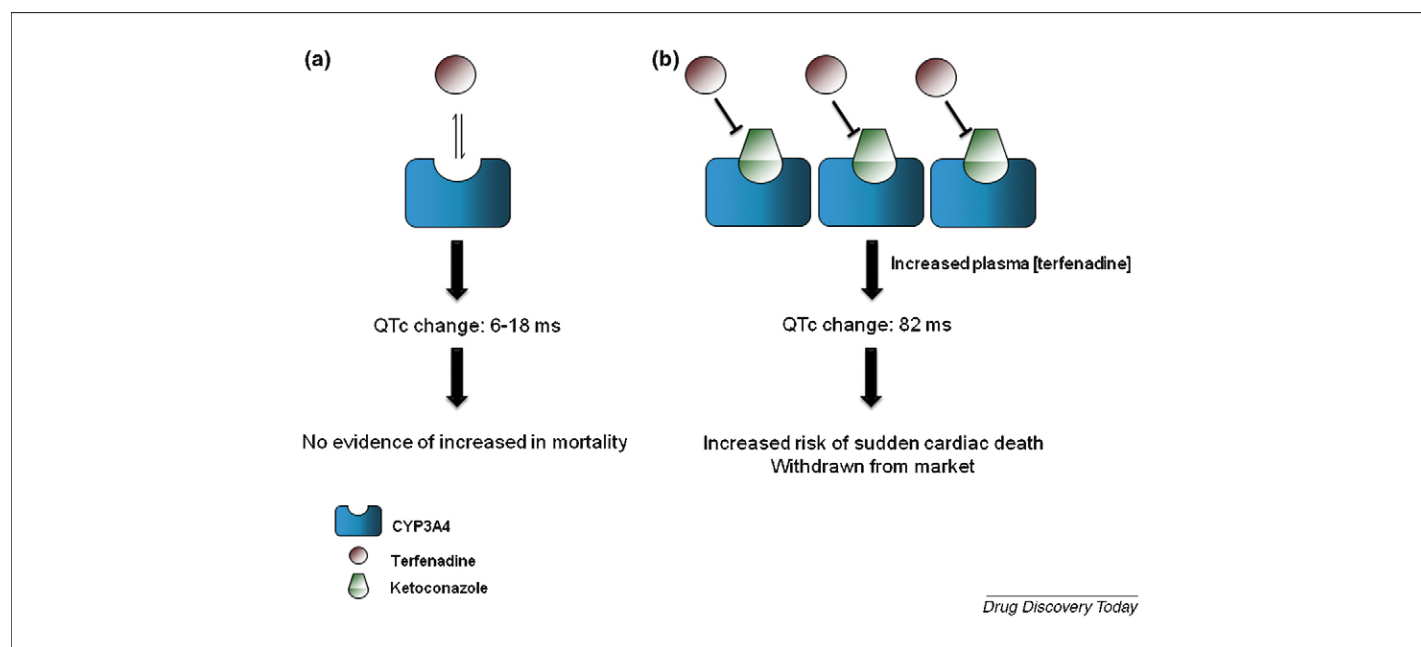 (a)
QTc change: 6-18 ms
No evidence of increased in mortality
(b)
Increased plasma [terfenadine]
QTc change: 82 ms
Increased risk of sudden cardiac death
Withdrawn from market
CYP3A4
Terfenadine
Ketoconazole
Drug Discovery Today